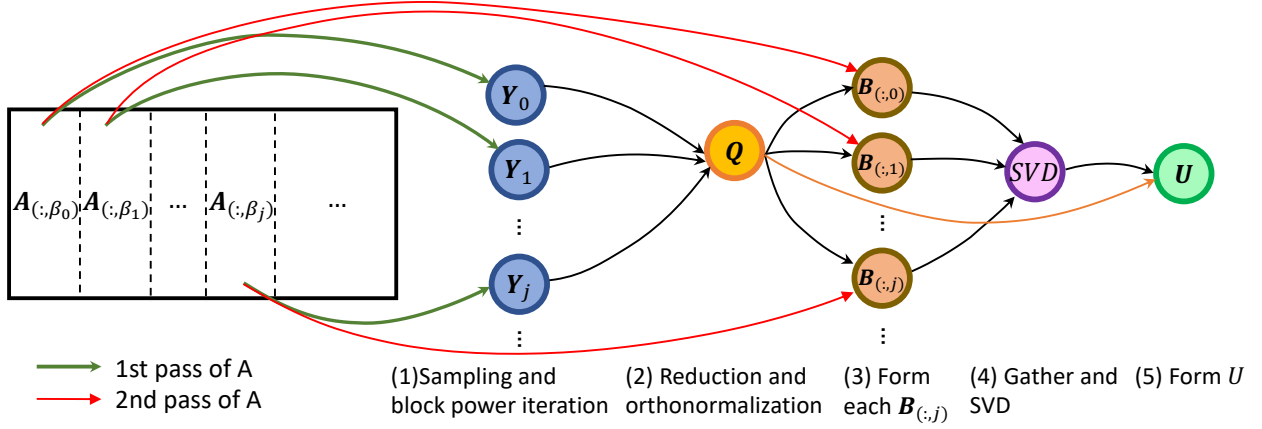 A(:,β0) A(:,β1) ... A(:,βj) ...
Y0
Y1
⋮
Yj
⋮
Q
B(:,0)
B(:,1)
⋮
B(:,j)
⋮
SVD
U
1st pass of A
2nd pass of A
(1)Sampling and
block power iteration
(2) Reduction and
orthonormalization
(3) Form
each B(:,j)
(4) Gather and
SVD
(5) Form U